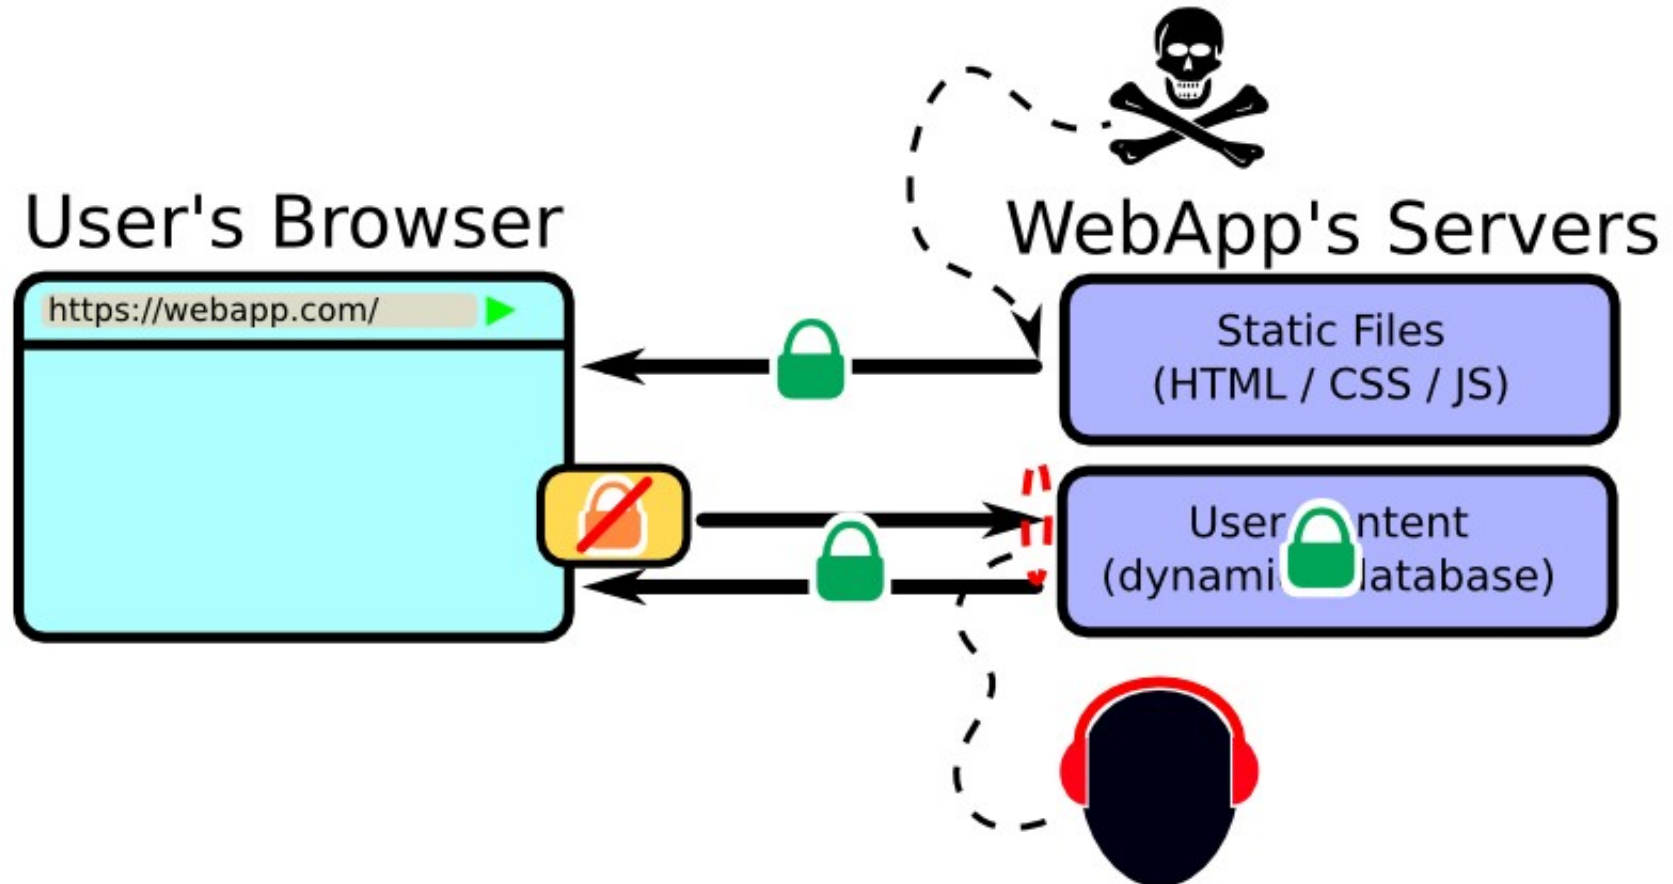 User's Browser
WebApp's Servers
https://webapp.com/
Static Files
(HTML / CSS / JS)
User ntent
(dynami atabase)